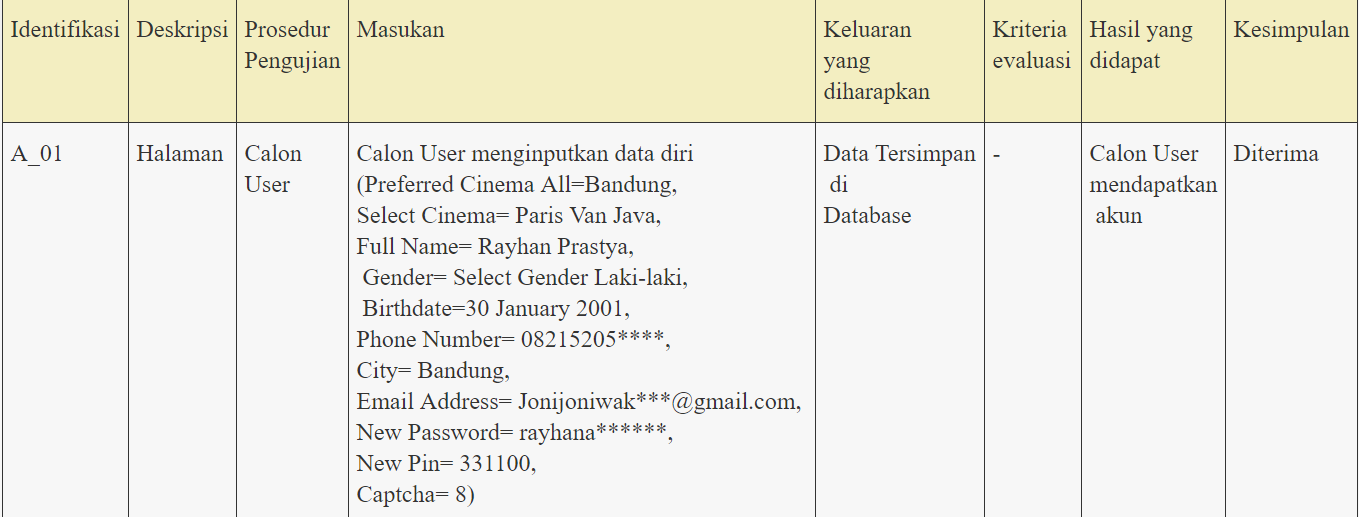 Identifikasi
Deskripsi
Prosedur
Pengujian
Masukan
Keluaran
yang
diharapkan
Kriteria
evaluasi
Hasil yang
didapat
Kesimpulan
A_01
Halaman
Calon
User
Calon User menginputkan data diri
(Preferred Cinema All=Bandung,
Select Cinema= Paris Van Java,
Full Name= Rayhan Prastya,
Gender= Select Gender Laki-laki,
Birthdate=30 January 2001,
Phone Number= 08215205****,
City= Bandung,
Email Address= Jonijoniwak***@gmail.com,
New Password= rayhana******,
New Pin= 331100,
Captcha= 8)
Data Tersimpan
di
Database
-
Calon User
mendapatkan
akun
Diterima